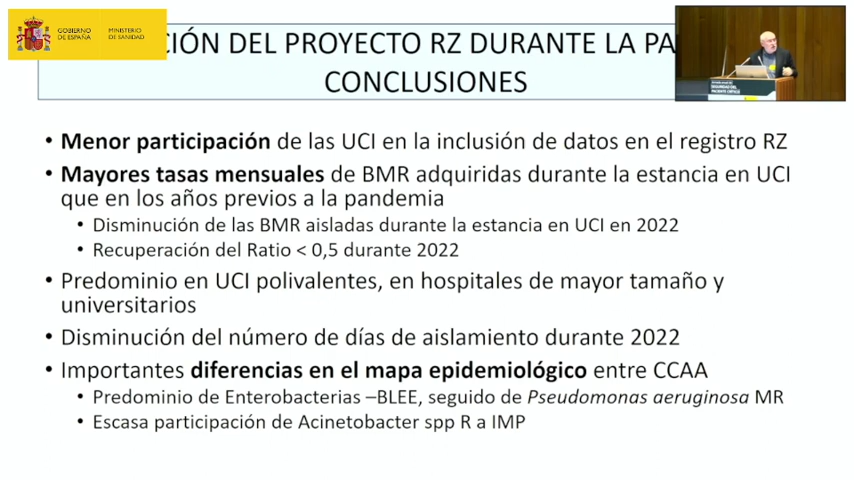 GOBIERNO
DE ESPAÑA
MINISTERIO
DE SANIDAD
CIÓN DEL PROYECTO RZ DURANTE LA PA
CONCLUSIONES
SEGURIDAD DEL
PACIENTE CRÍTICO
• Menor participación de las UCI en la inclusión de datos en el registro RZ
• Mayores tasas mensuales de BMR adquiridas durante la estancia en UCI
que en los años previos a la pandemia
• Disminución de las BMR aisladas durante la estancia en UCI en 2022
• Recuperación del Ratio < 0,5 durante 2022
• Predominio en UCI polivalentes, en hospitales de mayor tamaño y
universitarios
• Disminución del número de días de aislamiento durante 2022
• Importantes diferencias en el mapa epidemiológico entre CCAA
• Predominio de Enterobacterias –BLEE, seguido de Pseudomonas aeruginosa MR
• Escasa participación de Acinetobacter spp R a IMP